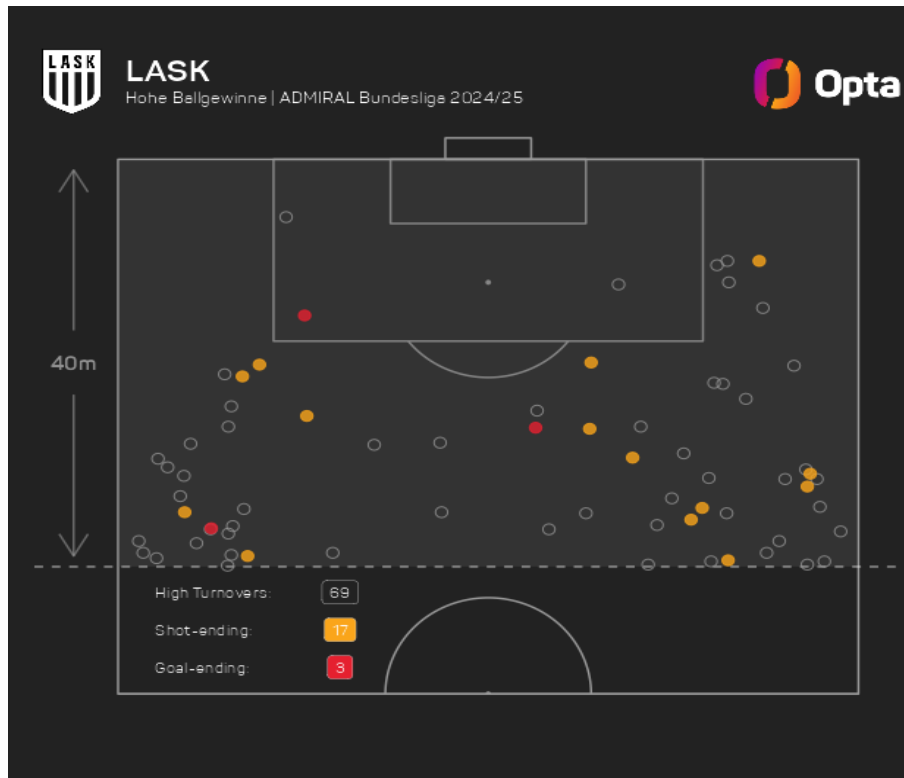 LASK
LASK
Hohe Ballgewinne | ADMIRAL Bundesliga 2024/25
Opta
40m
High Turnovers: 69
Shot-ending: 17
Goal-ending: 3